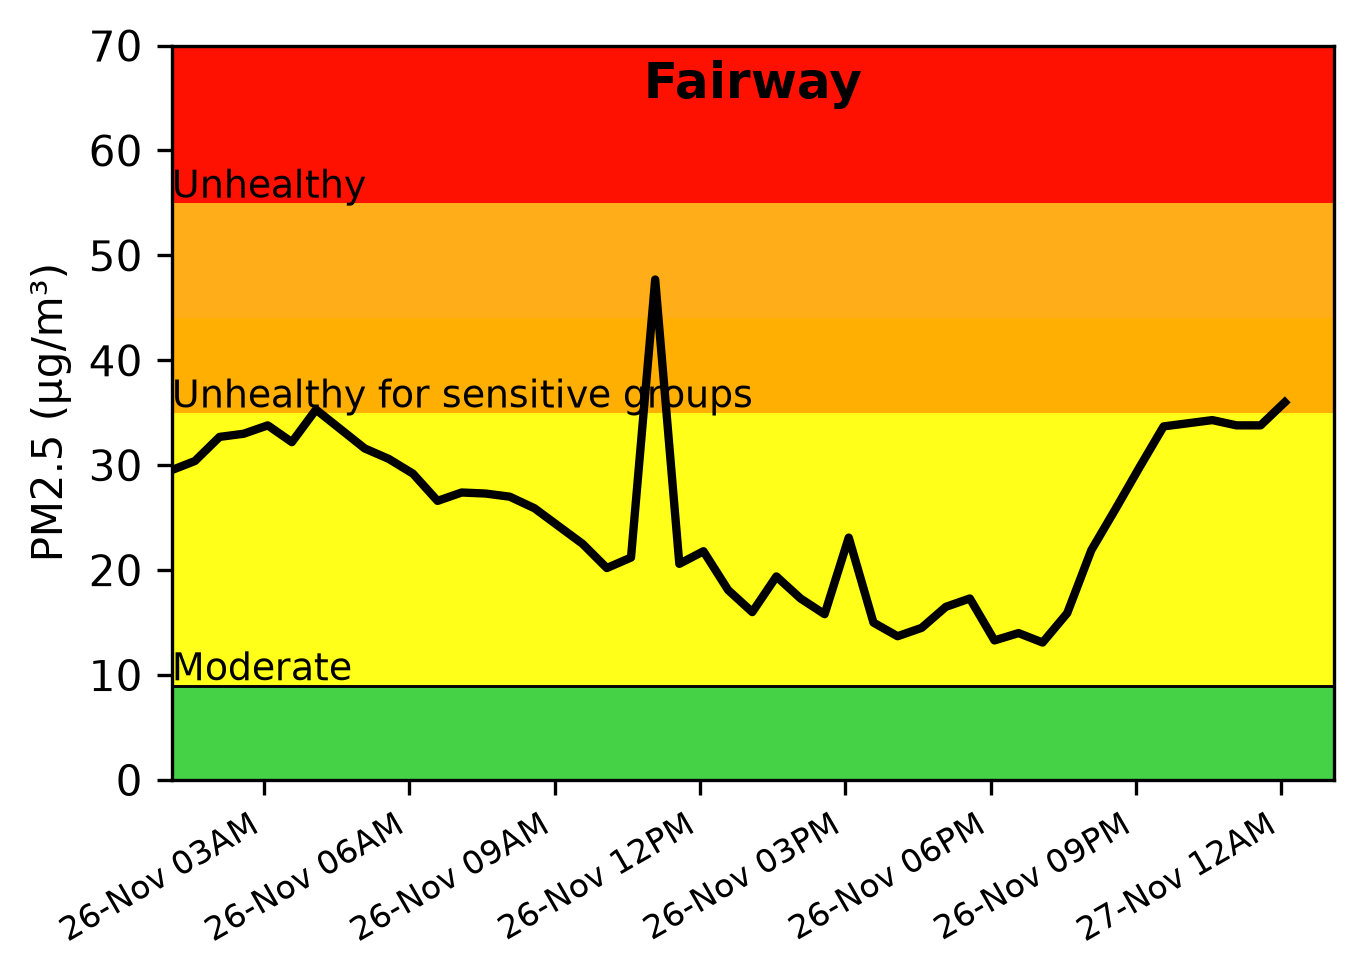 Fairway
PM2.5 (µg/m³)
70
60
50
40
30
20
10
0
Unhealthy
Unhealthy for sensitive groups
Moderate
26-Nov 03AM
26-Nov 06AM
26-Nov 09AM
26-Nov 12PM
26-Nov 03PM
26-Nov 06PM
26-Nov 09PM
27-Nov 12AM